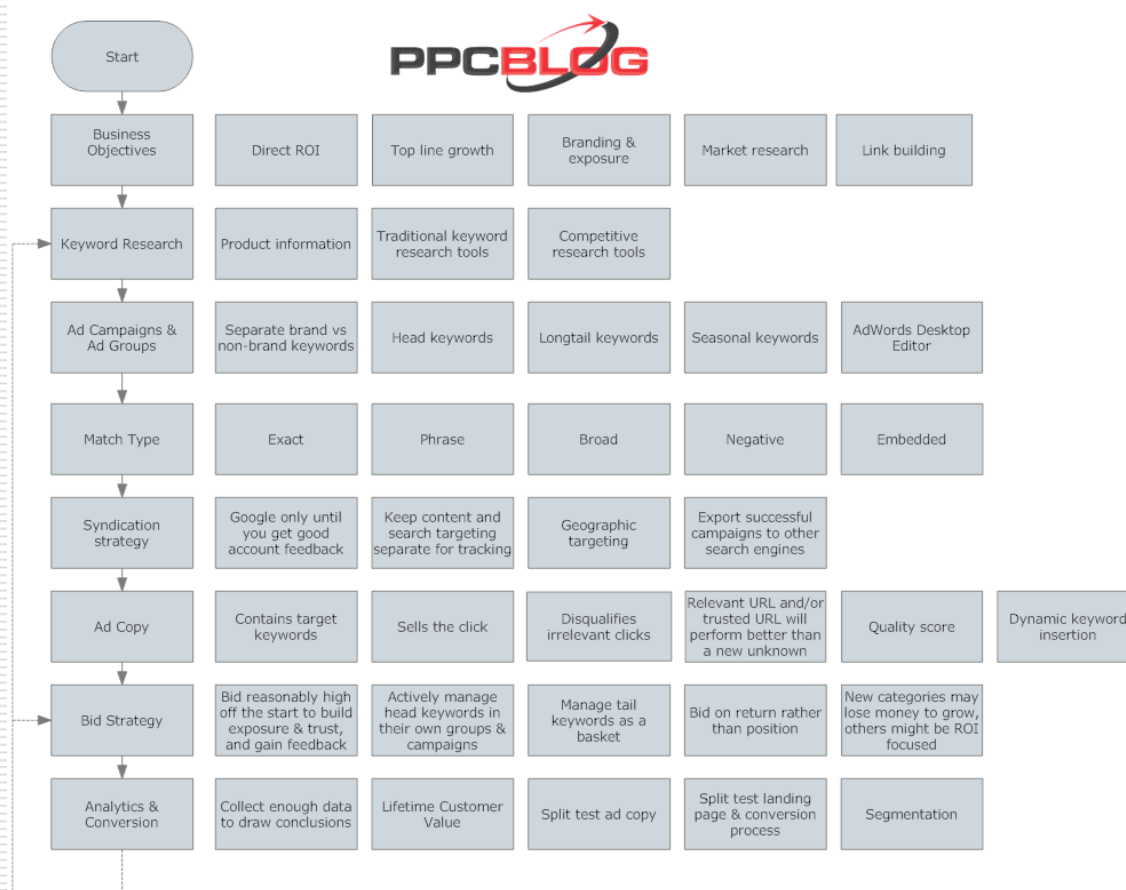 Start
PPCBLOG
Business
Objectives
Direct ROI
Top line growth
Branding &
exposure
Market research
Link building
Keyword Research
Product information
Traditional keyword
research tools
Competitive
research tools
Ad Campaigns &
Ad Groups
Separate brand vs
non-brand keywords
Head keywords
Longtail keywords
Seasonal keywords
AdWords Desktop
Editor
Match Type
Exact
Phrase
Broad
Negative
Embedded
Syndication
strategy
Google only until
you get good
account feedback
Keep content and
search targeting
separate for tracking
Geographic
targeting
Export successful
campaigns to other
search engines
Ad Copy
Contains target
keywords
Sells the click
Disqualifies
irrelevant clicks
Relevant URL and/or
trusted URL will
perform better than
a new unknown
Quality score
Dynamic keyword
insertion
Bid Strategy
Bid reasonably high
off the start to build
exposure & trust,
and gain feedback
Actively manage
head keywords in
their own groups &
campaigns
Manage tail
keywords as a
basket
Bid on return rather
than position
New categories may
lose money to grow,
others might be ROI
focused
Analytics &
Conversion
Collect enough data
to draw conclusions
Lifetime Customer
Value
Split test ad copy
Split test landing
page & conversion
process
Segmentation